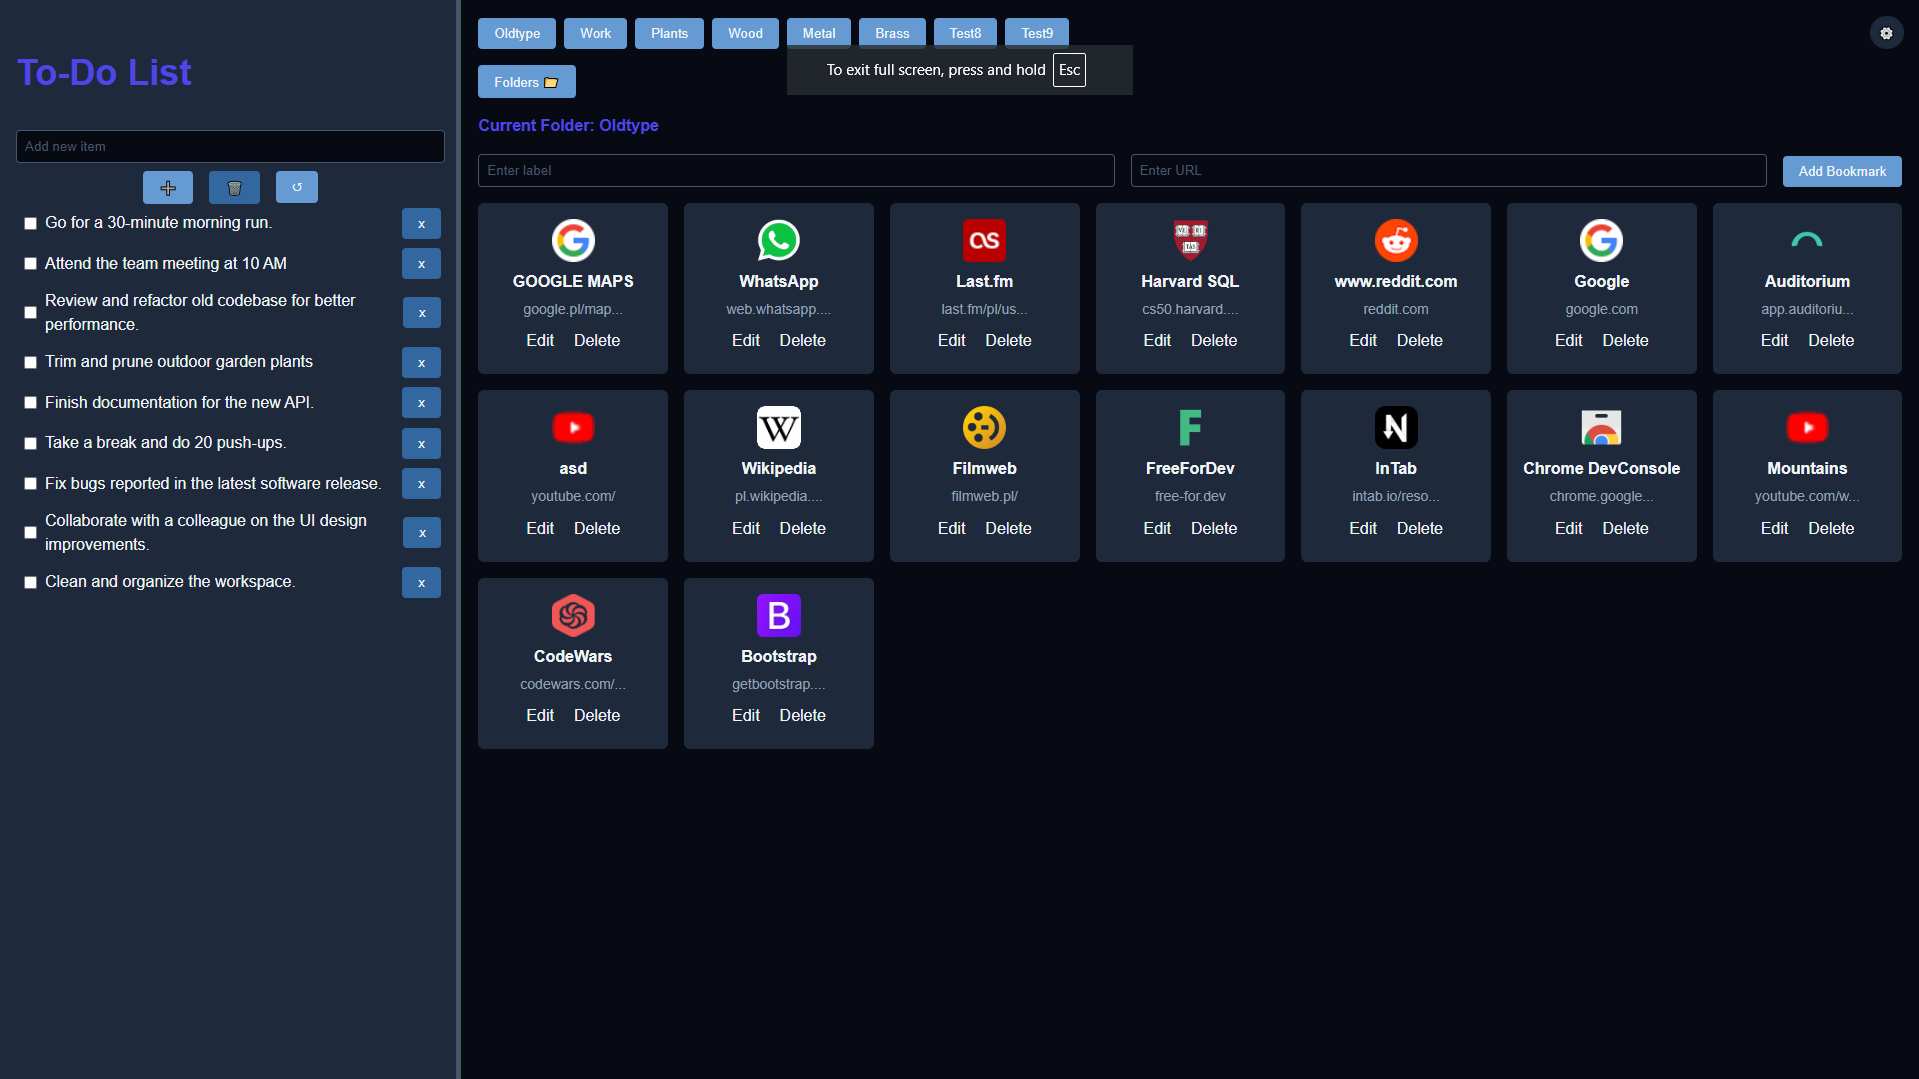 To-Do List
Add new item
↺
Go for a 30-minute morning run.
x
Attend the team meeting at 10 AM
x
Review and refactor old codebase for better
performance.
x
Trim and prune outdoor garden plants
x
Finish documentation for the new API.
x
Take a break and do 20 push-ups.
x
Fix bugs reported in the latest software release.
x
Collaborate with a colleague on the UI design
improvements.
x
Clean and organize the workspace.
x
Oldtype Work Plants Wood Metal Brass Test8 Test9
To exit full screen, press and hold Esc
Folders
Current Folder: Oldtype
Enter label
Enter URL
Add Bookmark
GOOGLE MAPS
google.pl/map...
Edit Delete
WhatsApp
web.whatsapp....
Edit Delete
Last.fm
last.fm/pl/us...
Edit Delete
Harvard SQL
cs50.harvard....
Edit Delete
www.reddit.com
reddit.com
Edit Delete
Google
google.com
Edit Delete
Auditorium
app.auditoriu...
Edit Delete
asd
youtube.com/
Edit Delete
W
Wikipedia
pl.wikipedia....
Edit Delete
Filmweb
filmweb.pl/
Edit Delete
F
FreeForDev
free-for.dev
Edit Delete
N
InTab
intab.io/reso...
Edit Delete
Chrome DevConsole
chrome.google...
Edit Delete
Mountains
youtube.com/w...
Edit Delete
CodeWars
codewars.com/...
Edit Delete
B
Bootstrap
getbootstrap....
Edit Delete